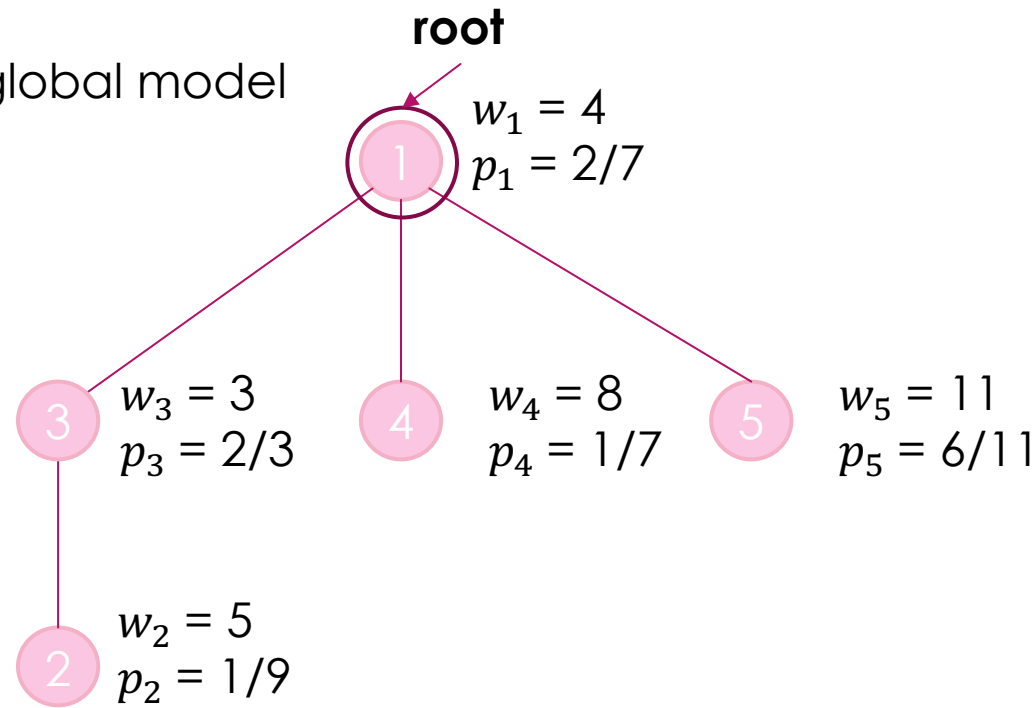 root
global model
w₁ = 4
p₁ = 2/7
1
3
w₃ = 3
p₃ = 2/3
4
w₄ = 8
p₄ = 1/7
5
w₅ = 11
p₅ = 6/11
2
w₂ = 5
p₂ = 1/9